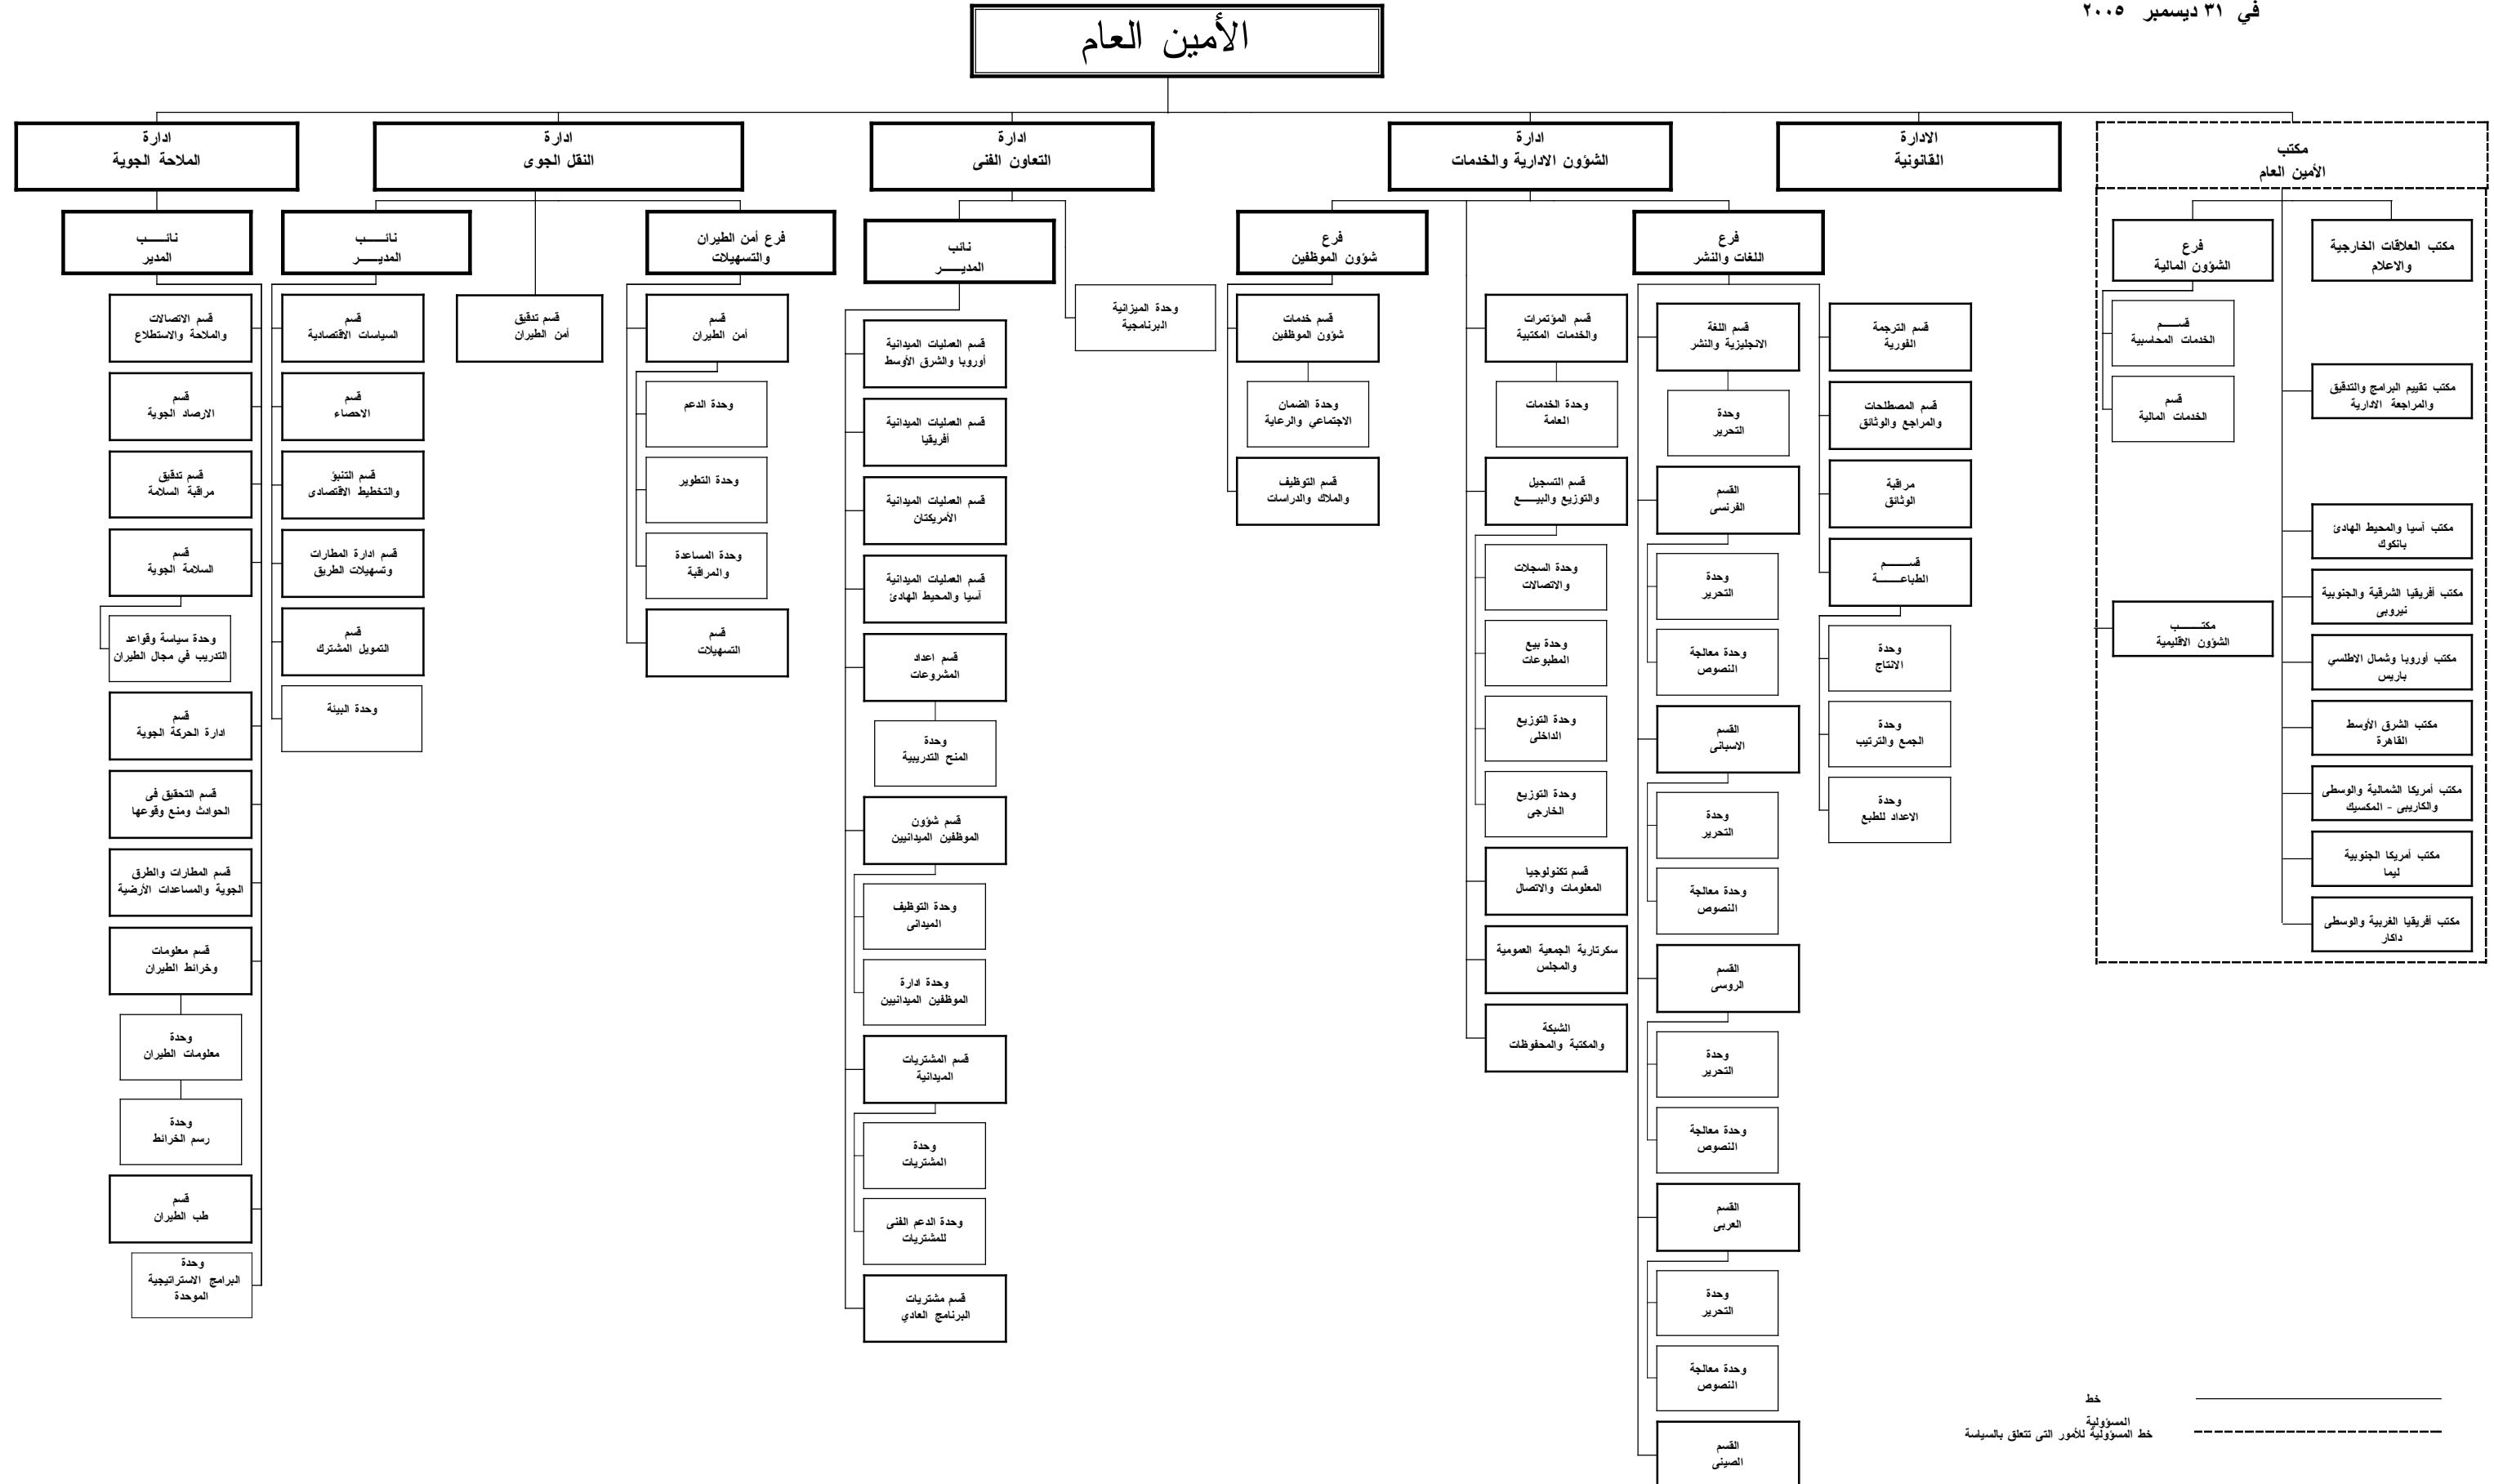 في ٣١ ديسمبر ٢٠٠٥
الأمين العام
مكتب
الأمين العام
مكتب العلاقات الخارجية
والاعلام
مكتب تقييم البرامج والتدقيق
والمراجعة الادارية
مكتب آسيا والمحيط الهادئ
بانكوك
مكتب أفريقيا الشرقية والجنوبية
نيروبى
مكتب أوروبا وشمال الاطلسي
باريس
مكتب الشرق الأوسط
القاهرة
مكتب أمريكا الشمالية والوسطى
والكاريبى - المكسيك
مكتب أمريكا الجنوبية
ليما
مكتب أفريقيا الغربية والوسطى
داكار
فرع
الشؤون المالية
قســـم
الخدمات المحاسبية
قسم
الخدمات المالية
مكتـــــب
الشؤون الاقليمية
الادارة
القانونية
ادارة
الشؤون الادارية والخدمات
فرع
اللغات والنشر
قسم الترجمة
الفورية
قسم المصطلحات
والمراجع والوثائق
مراقبة
الوثائق
قســــــم
الطباعــــــة
وحدة
الانتاج
وحدة
الجمع والترتيب
وحدة
الاعداد للطبع
قسم اللغة
الانجليزية والنشر
وحدة
التحرير
القسم
الفرنسى
وحدة
التحرير
وحدة معالجة
النصوص
القسم
الاسبانى
وحدة
التحرير
وحدة معالجة
النصوص
القسم
الروسى
وحدة
التحرير
وحدة معالجة
النصوص
القسم
العربى
وحدة
التحرير
وحدة معالجة
النصوص
القسم
الصينى
قسم المؤتمرات
والخدمات المكتبية
وحدة الخدمات
العامة
قسم التسجيل
والتوزيع والبيـــــع
وحدة السجلات
والاتصالات
وحدة بيع
المطبوعات
وحدة التوزيع
الداخلى
وحدة التوزيع
الخارجى
قسم تكنولوجيا
المعلومات والاتصال
سكرتارية الجمعية العمومية
والمجلس
الشبكة
والمكتبة والمحفوظات
فرع
شؤون الموظفين
قسم خدمات
شؤون الموظفين
وحدة الضمان
الاجتماعي والرعاية
قسم التوظيف
والملاك والدراسات
ادارة
التعاون الفنى
وحدة الميزانية
البرنامجية
نائب
المديـــــر
قسم العمليات الميدانية
أوروبا والشرق الأوسط
قسم العمليات الميدانية
أفريقيا
قسم العمليات الميدانية
الأمريكتان
قسم العمليات الميدانية
آسيا والمحيط الهادئ
قسم اعداد
المشروعات
وحدة
المنح التدريبية
قسم شؤون
الموظفين الميدانيين
وحدة التوظيف
الميدانى
وحدة ادارة
الموظفين الميدانيين
قسم المشتريات
الميدانية
وحدة
المشتريات
وحدة الدعم الفنى
للمشتريات
قسم مشتريات
البرنامج العادي
ادارة
النقل الجوى
فرع أمن الطيران
والتسهيلات
قسم
أمن الطيران
وحدة الدعم
وحدة التطوير
وحدة المساعدة
والمراقبة
قسم
التسهيلات
قسم تدقيق
أمن الطيران
نائـــــب
المديـــــر
قسم
السياسات الاقتصادية
قسم
الاحصاء
قسم التنبؤ
والتخطيط الاقتصادى
قسم ادارة المطارات
وتسهيلات الطريق
قسم
التمويل المشترك
وحدة البيئة
ادارة
الملاحة الجوية
نائـــــب
المدير
قسم الاتصالات
والملاحة والاستطلاع
قسم
الارصاد الجوية
قسم تدقيق
مراقبة السلامة
قسم
السلامة الجوية
وحدة سياسة وقواعد
التدريب في مجال الطيران
قسم
ادارة الحركة الجوية
قسم التحقيق فى
الحوادث ومنع وقوعها
قسم المطارات والطرق
الجوية والمساعدات الأرضية
قسم معلومات
وخرائط الطيران
وحدة
معلومات الطيران
وحدة
رسم الخرائط
قسم
طب الطيران
وحدة
البرامج الاستراتيجية
الموحدة
خط
المسؤولية
خط المسؤولية للأمور التى تتعلق بالسياسة